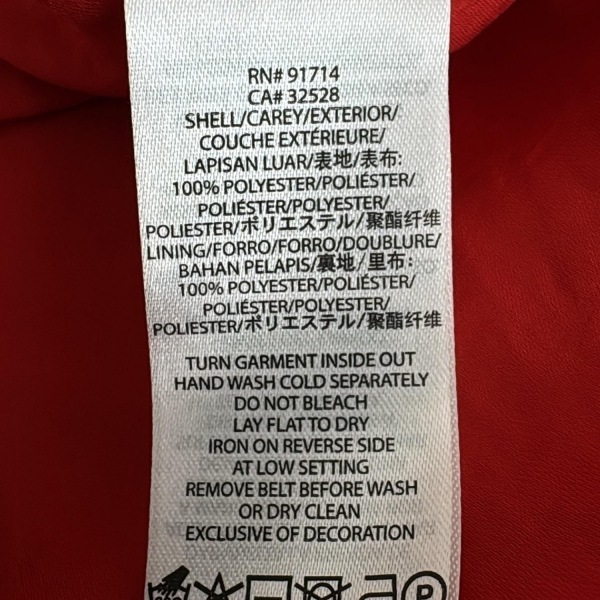 RN# 91714
CA# 32528
SHELL/CAREY/EXTERIOR/
COUCHE EXTÉRIEURE/
LAPISAN LUAR/表地/表布:
100% POLYESTER/POLIÉSTER/
POLIÉSTER/POLYESTER/
POLIESTER/ポリエステル/聚酯纤维
LINING/FORRO/FORRO/DOUBLURE/
BAHAN PELAPIS/裏地/里布:
100% POLYESTER/POLIÉSTER/
POLIÉSTER/POLYESTER/
POLIESTER/ポリエステル/聚酯纤维
TURN GARMENT INSIDE OUT
HAND WASH COLD SEPARATELY
DO NOT BLEACH
LAY FLAT TO DRY
IRON ON REVERSE SIDE
AT LOW SETTING
REMOVE BELT BEFORE WASH
OR DRY CLEAN
EXCLUSIVE OF DECORATION